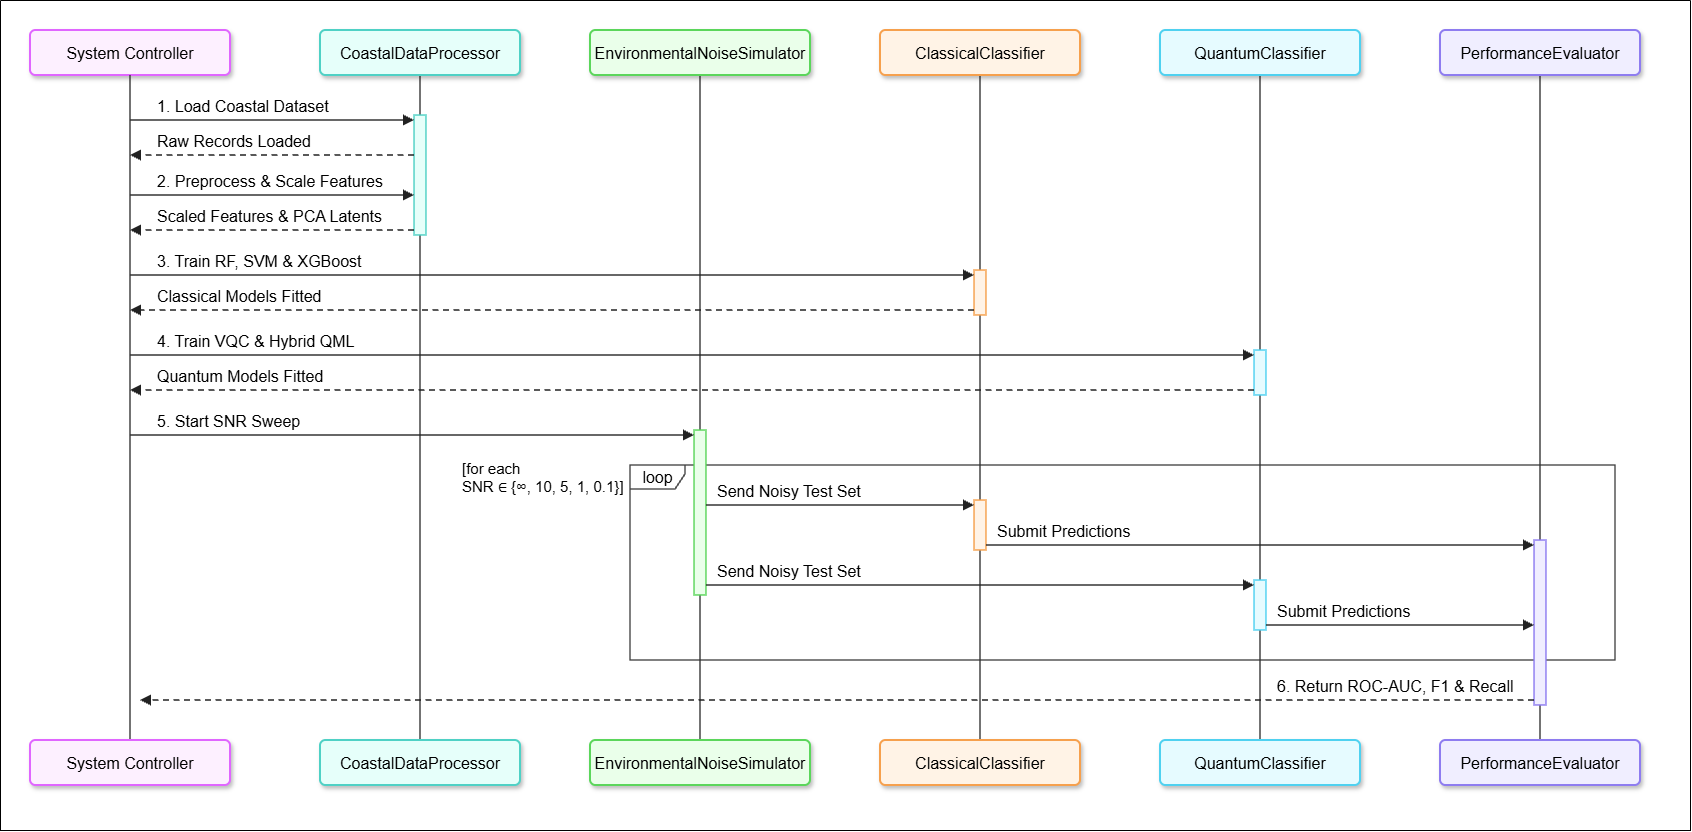 System Controller
CoastalDataProcessor
EnvironmentalNoiseSimulator
ClassicalClassifier
QuantumClassifier
PerformanceEvaluator
1. Load Coastal Dataset
Raw Records Loaded
2. Preprocess & Scale Features
Scaled Features & PCA Latents
3. Train RF, SVM & XGBoost
Classical Models Fitted
4. Train VQC & Hybrid QML
Quantum Models Fitted
5. Start SNR Sweep
[for each
SNR ∈ {∞, 10, 5, 1, 0.1}]
loop
Send Noisy Test Set
Submit Predictions
Send Noisy Test Set
Submit Predictions
6. Return ROC-AUC, F1 & Recall
System Controller
CoastalDataProcessor
EnvironmentalNoiseSimulator
ClassicalClassifier
QuantumClassifier
PerformanceEvaluator